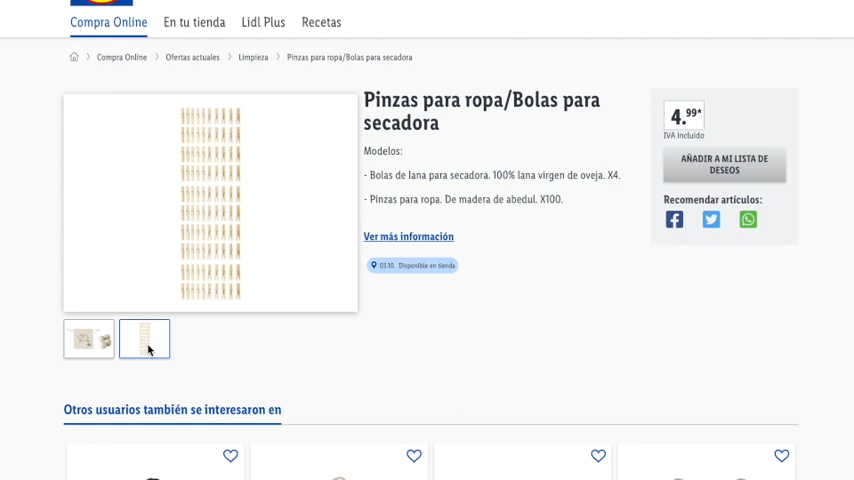 Compra Online En tu tienda Lidl Plus Recetas
Compra Online Ofertas actuales Limpieza Pinzas para ropa/Bolas para secadora
Pinzas para ropa/Bolas para
secadora
Modelos:
- Bolas de lana para secadora. 100% lana virgen de oveja. X4.
- Pinzas para ropa. De madera de abedul. X100.
Ver más información
03.10. Disponible en tienda
4.99*
IVA incluido
AÑADIR A MI LISTA DE
DESEOS
Recomendar artículos:
Otros usuarios también se interesaron en